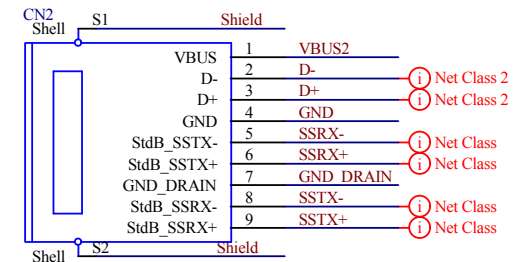 CN2
Shell S1 Shield
VBUS 1 VBUS2
D- 2 D- i Net Class 2
D+ 3 D+ i Net Class 2
GND 4 GND
StdB_SSTX- 5 SSRX- i Net Class
StdB_SSTX+ 6 SSRX+ i Net Class
GND_DRAIN 7 GND_DRAIN
StdB_SSRX- 8 SSTX- i Net Class
StdB_SSRX+ 9 SSTX+ i Net Class
Shell S2 Shield